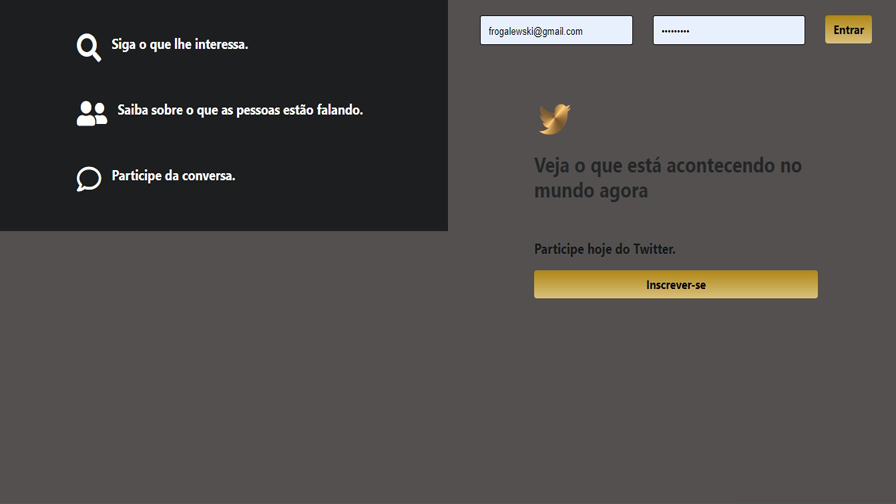 Siga o que lhe interessa.
Saiba sobre o que as pessoas estão falando.
Participe da conversa.
frogalewski@gmail.com
•••••••••
Entrar
Veja o que está acontecendo no
mundo agora
Participe hoje do Twitter.
Inscrever-se